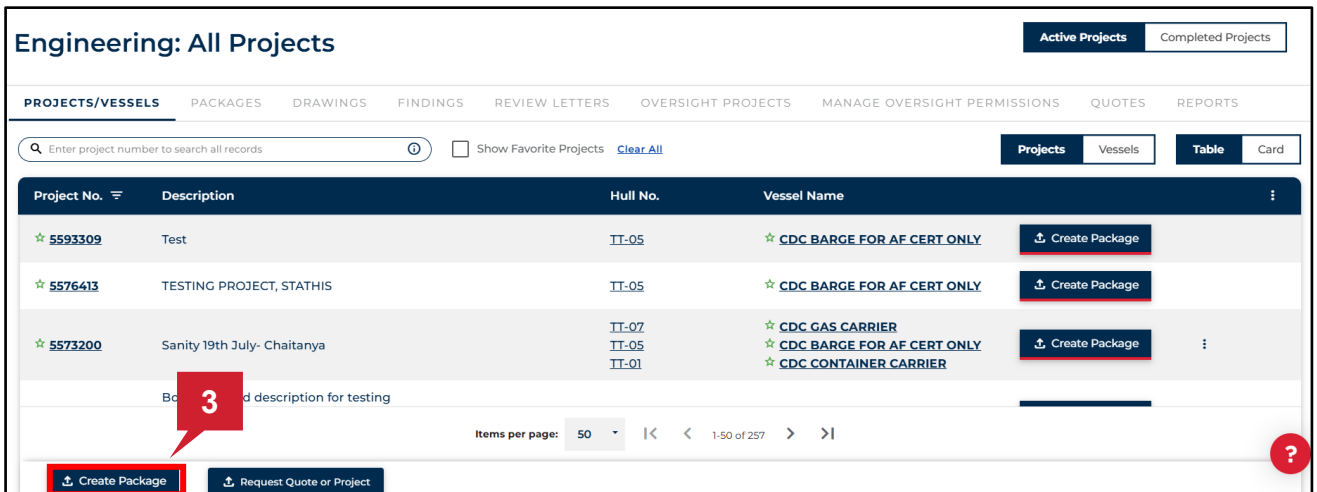 Engineering: All Projects
Active Projects Completed Projects
PROJECTS/VESSELS PACKAGES DRAWINGS FINDINGS REVIEW LETTERS OVERSIGHT PROJECTS MANAGE OVERSIGHT PERMISSIONS QUOTES REPORTS
Enter project number to search all records Show Favorite Projects Clear All Projects Vessels Table Card
Project No. Description Hull No. Vessel Name
5593309 Test TT-05 CDC BARGE FOR AF CERT ONLY Create Package
5576413 TESTING PROJECT, STATHIS TT-05 CDC BARGE FOR AF CERT ONLY Create Package
TT-07 CDC GAS CARRIER
5573200 Sanity 19th July- Chaitanya TT-05 CDC BARGE FOR AF CERT ONLY Create Package
TT-01 CDC CONTAINER CARRIER
description for testing
3
Items per page: 50 1-50 of 257
?
Create Package Request Quote or Project